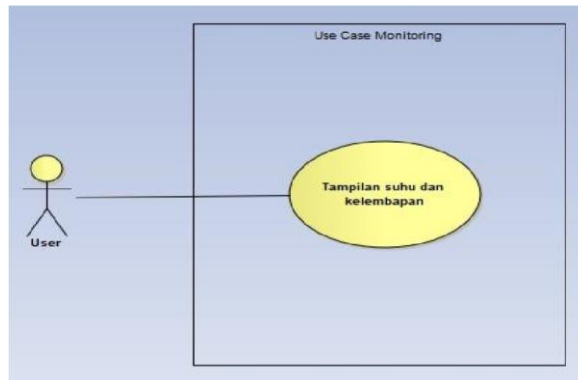 Use Case Monitoring
Tampilan suhu dan
kelembapan
User